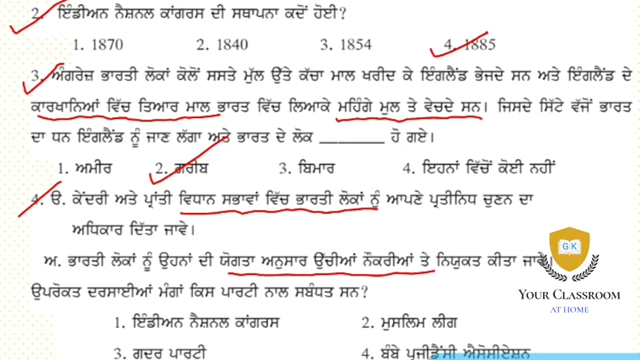 2. ਇੰਡੀਅਨ ਨੈਸ਼ਨਲ ਕਾਂਗਰਸ ਦੀ ਸਥਾਪਨਾ ਕਦੋਂ ਹੋਈ?
1. 1870 2. 1840 3. 1854 4. 1885
3. ਅੰਗਰੇਜ਼ ਭਾਰਤੀ ਲੋਕਾਂ ਕੋਲੋਂ ਸਸਤੇ ਮੁੱਲ ਉੱਤੇ ਕੱਚਾ ਮਾਲ ਖਰੀਦ ਕੇ ਇੰਗਲੈਂਡ ਭੇਜਦੇ ਸਨ ਅਤੇ ਇੰਗਲੈਂਡ ਦੇ
ਕਾਰਖਾਨਿਆਂ ਵਿੱਚ ਤਿਆਰ ਮਾਲ ਭਾਰਤ ਵਿੱਚ ਲਿਆਕੇ ਮਹਿੰਗੇ ਮੁਲ ਤੇ ਵੇਚਦੇ ਸਨ। ਜਿਸਦੇ ਸਿੱਟੇ ਵੱਜੋਂ ਭਾਰਤ
ਦਾ ਧਨ ਇੰਗਲੈਂਡ ਨੂੰ ਜਾਣ ਲੱਗਾ ਅਤੇ ਭਾਰਤ ਦੇ ਲੋਕ ________ ਹੋ ਗਏ।
1. ਅਮੀਰ 2. ਗਰੀਬ 3. ਬਿਮਾਰ 4. ਇਹਨਾਂ ਵਿੱਚੋਂ ਕੋਈ ਨਹੀਂ
4. ੳ. ਕੇਂਦਰੀ ਅਤੇ ਪ੍ਰਾਂਤੀ ਵਿਧਾਨ ਸਭਾਵਾਂ ਵਿੱਚ ਭਾਰਤੀ ਲੋਕਾਂ ਨੂੰ ਆਪਣੇ ਪ੍ਰਤੀਨਿਧ ਚੁਣਨ ਦਾ
ਅਧਿਕਾਰ ਦਿੱਤਾ ਜਾਵੇ।
ਅ. ਭਾਰਤੀ ਲੋਕਾਂ ਨੂੰ ਉਹਨਾਂ ਦੀ ਯੋਗਤਾ ਅਨੁਸਾਰ ਉੱਚੀਆਂ ਨੌਕਰੀਆਂ ਤੇ ਨਿਯੁਕਤ ਕੀਤਾ ਜਾਵੇ।
ਉਪਰੋਕਤ ਦਰਸਾਈਆਂ ਮੰਗਾਂ ਕਿਸ ਪਾਰਟੀ ਨਾਲ ਸਬੰਧਤ ਸਨ?
1. ਇੰਡੀਅਨ ਨੈਸ਼ਨਲ ਕਾਂਗਰਸ 2. ਮੁਸਲਿਮ ਲੀਗ
3. ਗਦਰ ਪਾਰਟੀ 4. ਬੰਬੇ ਪ੍ਰਜੀਡੈਂਸੀ ਐਸੋਸੀਏਸ਼ਨ
GK
YOUR CLASSROOM
AT HOME